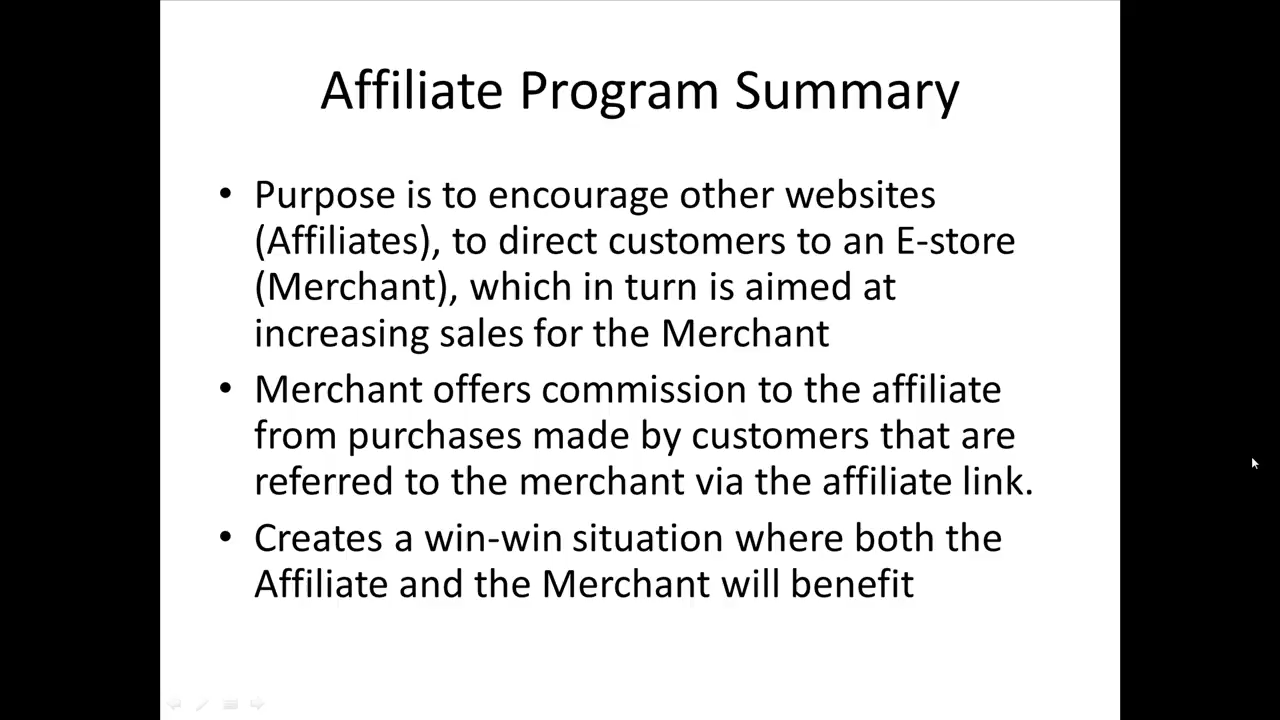 Affiliate Program Summary
• Purpose is to encourage other websites
(Affiliates), to direct customers to an E-store
(Merchant), which in turn is aimed at
increasing sales for the Merchant
• Merchant offers commission to the affiliate
from purchases made by customers that are
referred to the merchant via the affiliate link.
• Creates a win-win situation where both the
Affiliate and the Merchant will benefit